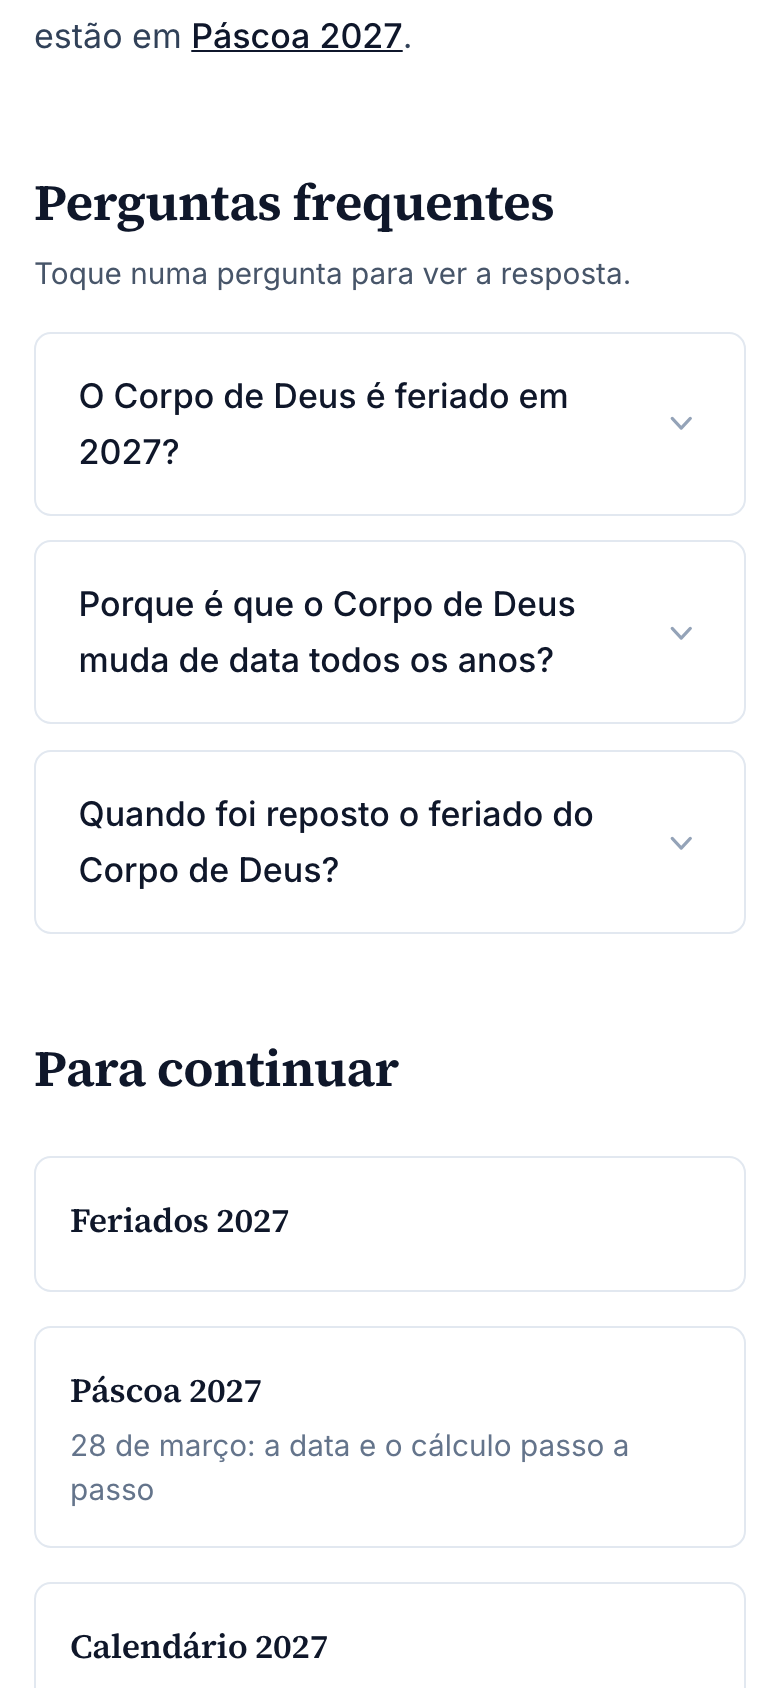 estão em Páscoa 2027.
Perguntas frequentes
Toque numa pergunta para ver a resposta.
O Corpo de Deus é feriado em
2027?
Porque é que o Corpo de Deus
muda de data todos os anos?
Quando foi reposto o feriado do
Corpo de Deus?
Para continuar
Feriados 2027
Páscoa 2027
28 de março: a data e o cálculo passo a
passo
Calendário 2027